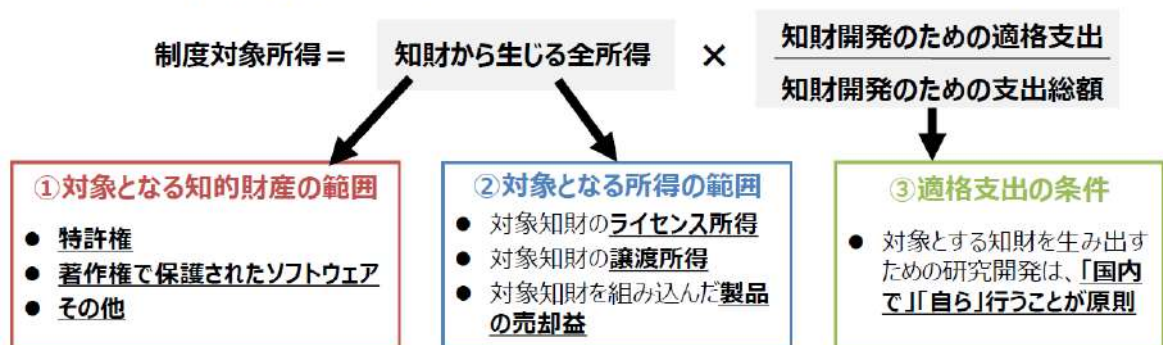 制度対象所得＝ 知財から生じる全所得 × 知財開発のための適格支出
知財開発のための支出総額
①対象となる知的財産の範囲
● 特許権
● 著作権で保護されたソフトウェア
● その他
②対象となる所得の範囲
● 対象知財のライセンス所得
● 対象知財の譲渡所得
● 対象知財を組み込んだ製品
の売却益
③適格支出の条件
● 対象とする知財を生み出す
ための研究開発は、「国内
で」「自ら」行うことが原則